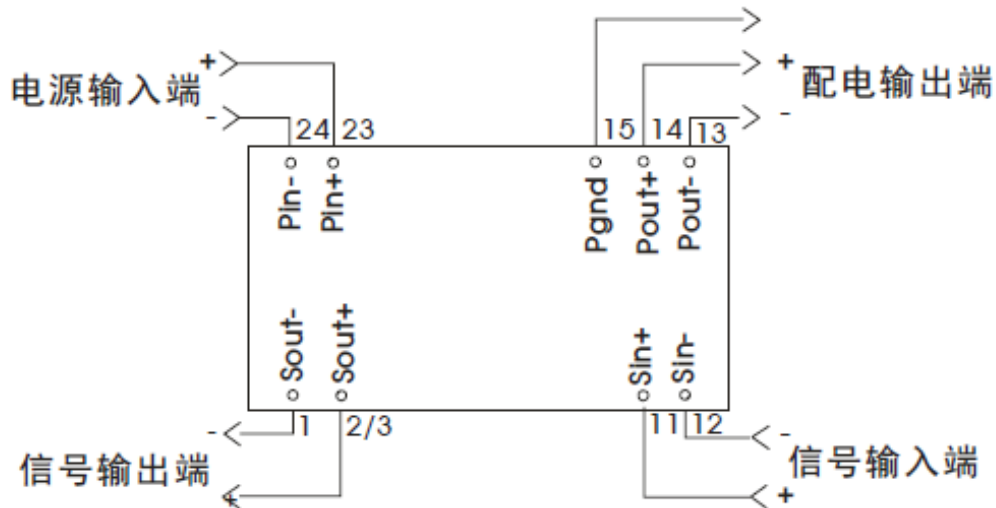 +
电源输入端
-
24 23
15 14 13
+
配电输出端
-
Pin-
Pin+
Pgnd
Pout+
Pout-
Sout-
Sout+
Sin+
Sin-
1 2/3
11 12
-
信号输出端
+
-
信号输入端
+